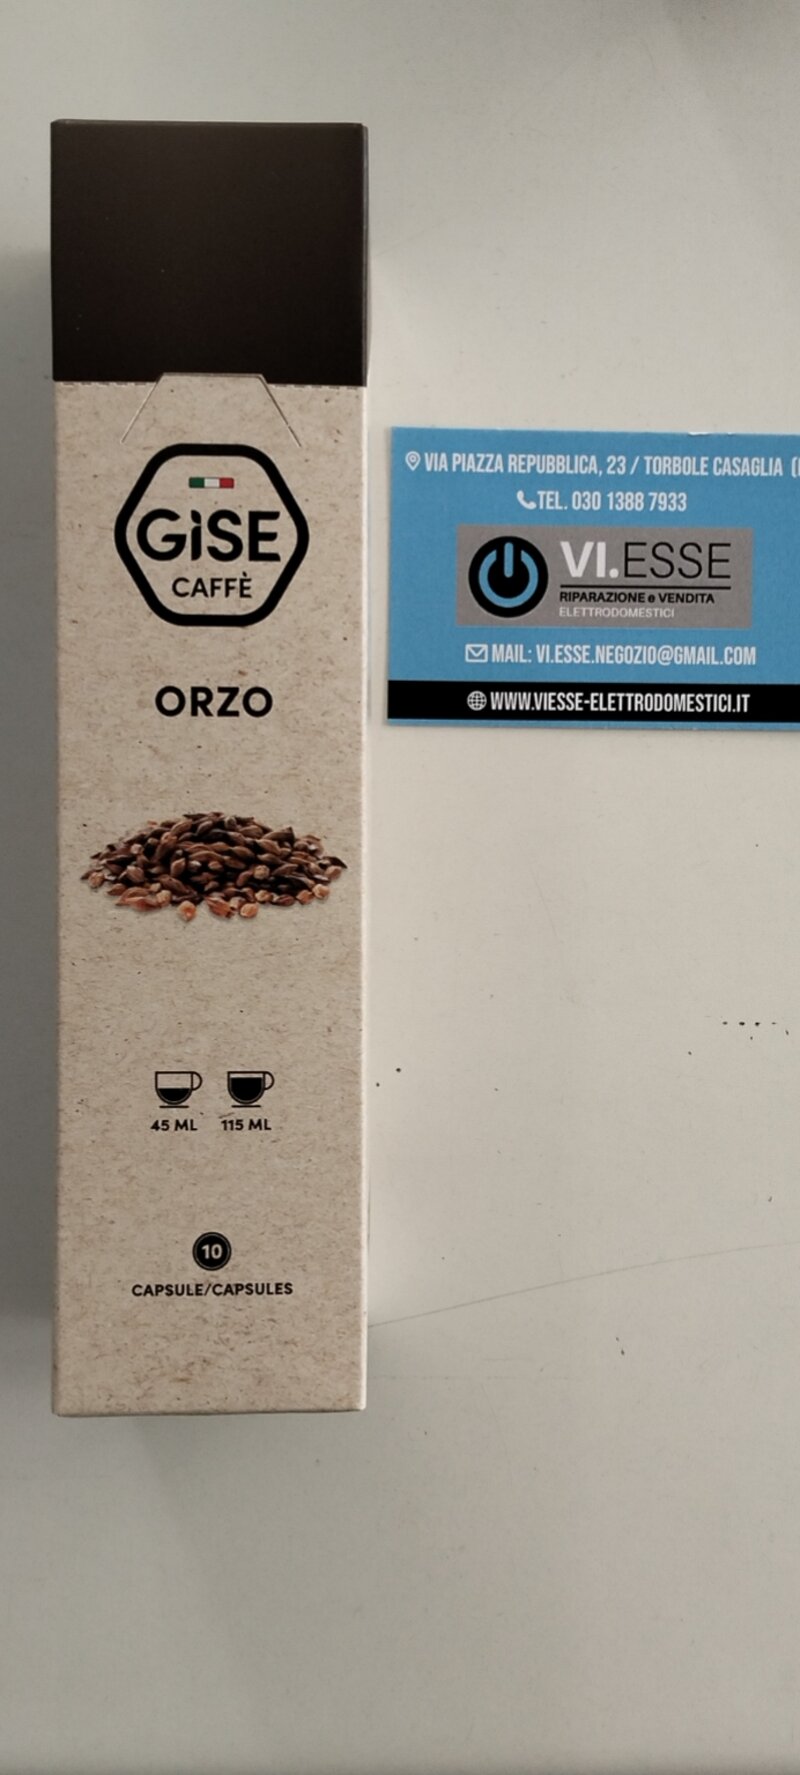 GiSE
CAFFÈ
ORZO
45 ML 115 ML
10
CAPSULE/CAPSULES
VIA PIAZZA REPUBBLICA, 23 / TORBOLE CASAGLIA
TEL. 030 1388 7933
VI.ESSE
RIPARAZIONE e VENDITA
ELETTRODOMESTICI
MAIL: VI.ESSE.NEGOZIO@GMAIL.COM
WWW.VIESSE-ELETTRODOMESTICI.IT